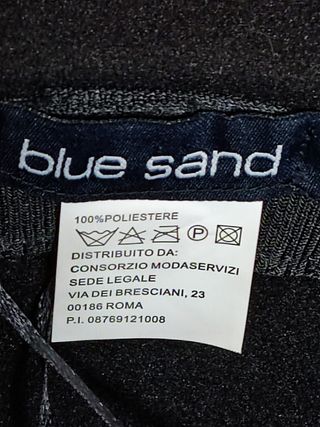 blue sand
100%POLIESTERE
P
DISTRIBUITO DA:
CONSORZIO MODASERVIZI
SEDE LEGALE
VIA DEI BRESCIANI, 23
00186 ROMA
P.I. 08769121008